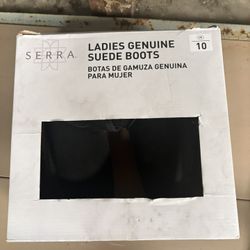 SERRA
LADIES GENUINE
SUEDE BOOTS
BOTAS DE GAMUZA GENUINA
PARA MUJER
10